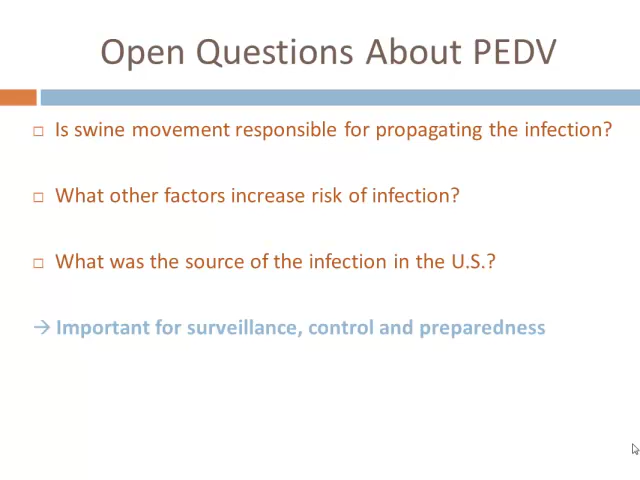 Open Questions About PEDV
Is swine movement responsible for propagating the infection?
What other factors increase risk of infection?
What was the source of the infection in the U.S.?
→ Important for surveillance, control and preparedness